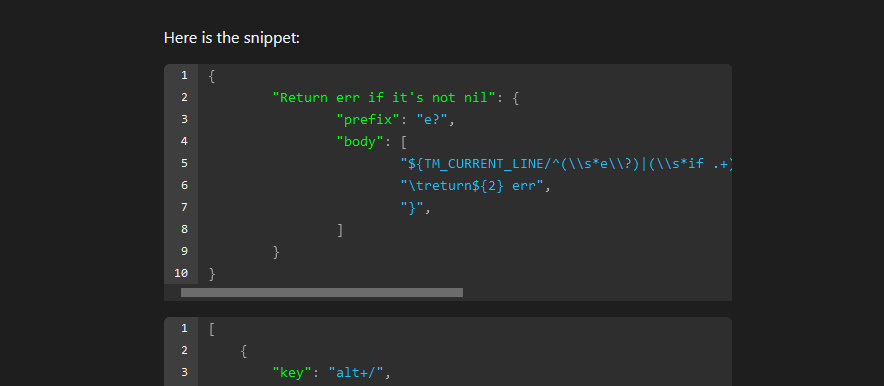 Here is the snippet:
1 {
2 "Return err if it's not nil": {
3 "prefix": "e?",
4 "body": [
5 "${TM_CURRENT_LINE/^(\\s*e\\?)|(\\s*if .+)
6 "\treturn${2} err",
7 "}",
8 ]
9 }
10 }
1 [
2 {
3 "key": "alt+/",